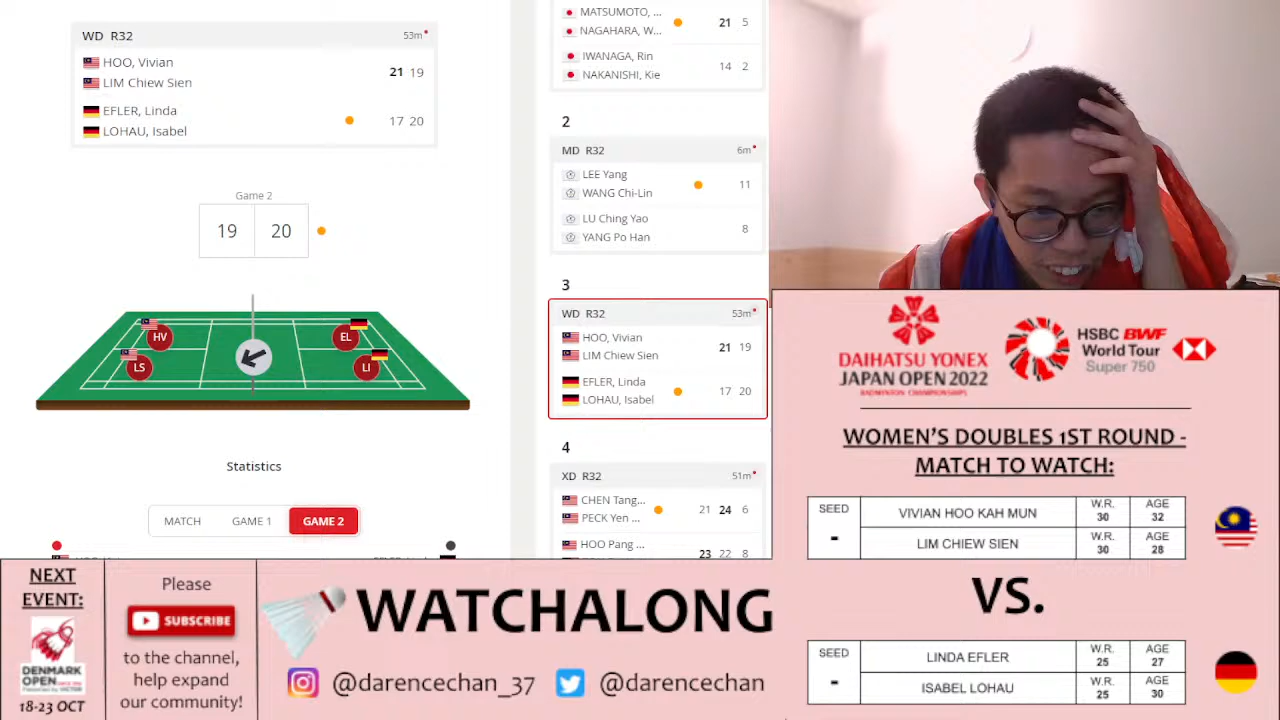 WD R32 53m
HOO, Vivian
LIM Chiew Sien
21 19
EFLER, Linda
LOHAU, Isabel
17 20
Game 2
19 20
HV
LS
EL
LI
Statistics
MATCH GAME 1 GAME 2
MATSUMOTO, ...
NAGAHARA, W...
21 5
IWANAGA, Rin
NAKANISHI, Kie
14 2
2
MD R32 6m
LEE Yang
WANG Chi-Lin
11
LU Ching Yao
YANG Po Han
8
3
WD R32 53m
HOO, Vivian
LIM Chiew Sien
21 19
EFLER, Linda
LOHAU, Isabel
17 20
4
XD R32 51m
CHEN Tang...
PECK Yen ...
21 24 6
HOO Pang ...
23 22 8
DAIHATSU YONEX
JAPAN OPEN 2022
BADMINTON CHAMPIONSHIPS
HSBC BWF
World Tour
Super 750
WOMEN'S DOUBLES 1ST ROUND -
MATCH TO WATCH:
SEED
-
VIVIAN HOO KAH MUN
W.R.
30
AGE
32
LIM CHIEW SIEN
W.R.
30
AGE
28
VS.
SEED
-
LINDA EFLER
W.R.
25
AGE
27
ISABEL LOHAU
W.R.
25
AGE
30
NEXT
EVENT:
DENMARK
OPEN
18-23 OCT
Please
SUBSCRIBE
to the channel,
help expand
our community!
WATCHALONG
@darencechan_37
@darencechan